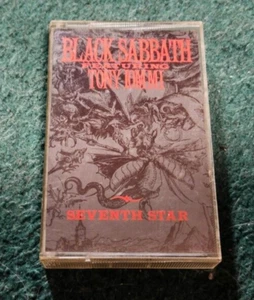 BLACK SABBATH
FEATURING
TONY IOMMI
SEVENTH STAR